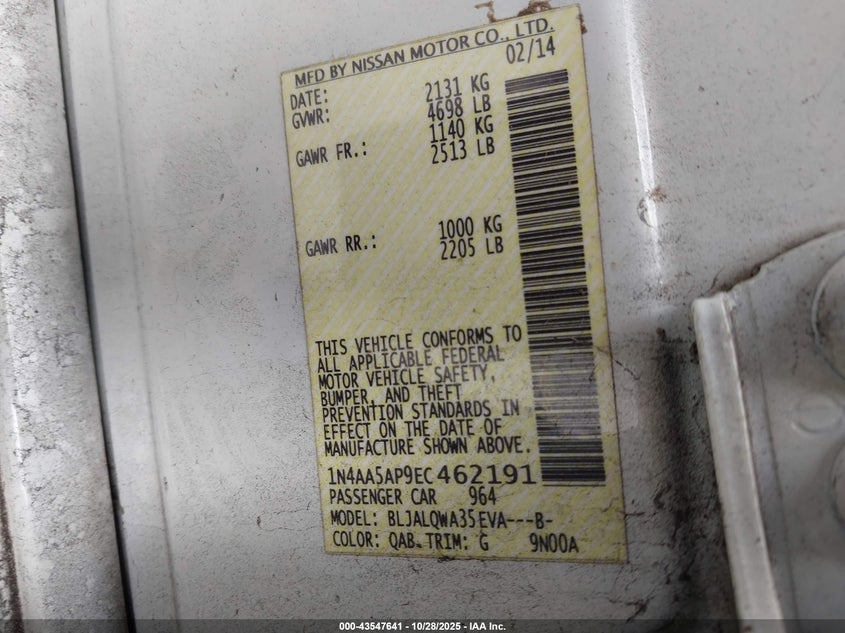 MFD BY NISSAN MOTOR CO., LTD.
DATE: 02/14
GVWR: 2131 KG
4698 LB
GAWR FR.: 1140 KG
2513 LB
GAWR RR.: 1000 KG
2205 LB
THIS VEHICLE CONFORMS TO
ALL APPLICABLE FEDERAL
MOTOR VEHICLE SAFETY,
BUMPER, AND THEFT
PREVENTION STANDARDS IN
EFFECT ON THE DATE OF
MANUFACTURE SHOWN ABOVE.
1N4AA5AP9EC462191
PASSENGER CAR 964
MODEL: BLJALQWA35EVA---B-
COLOR: QAB TRIM: G 9N00A
000-43547641 - 10/28/2025 - IAA Inc.